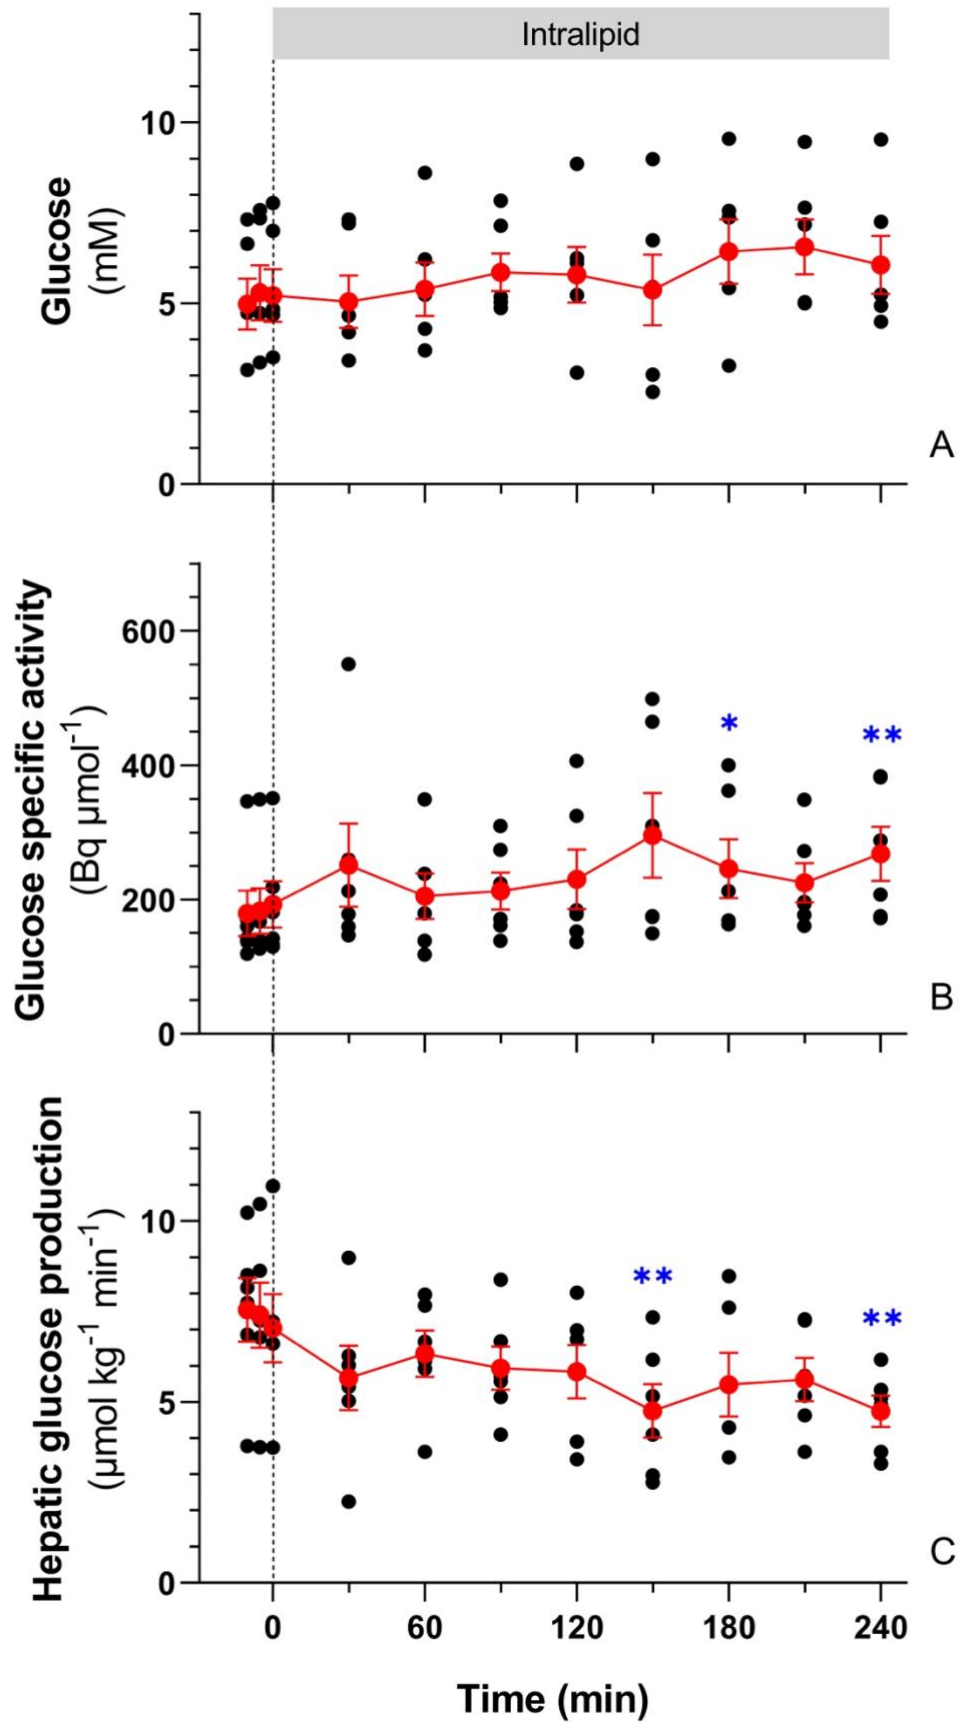 Intralipid
Glucose
(mM)
10
5
0
A
Glucose specific activity
(Bq µmol⁻¹)
600
400
200
0
*
**
B
Hepatic glucose production
(µmol kg⁻¹ min⁻¹)
10
5
0
**
**
C
0 60 120 180 240
Time (min)